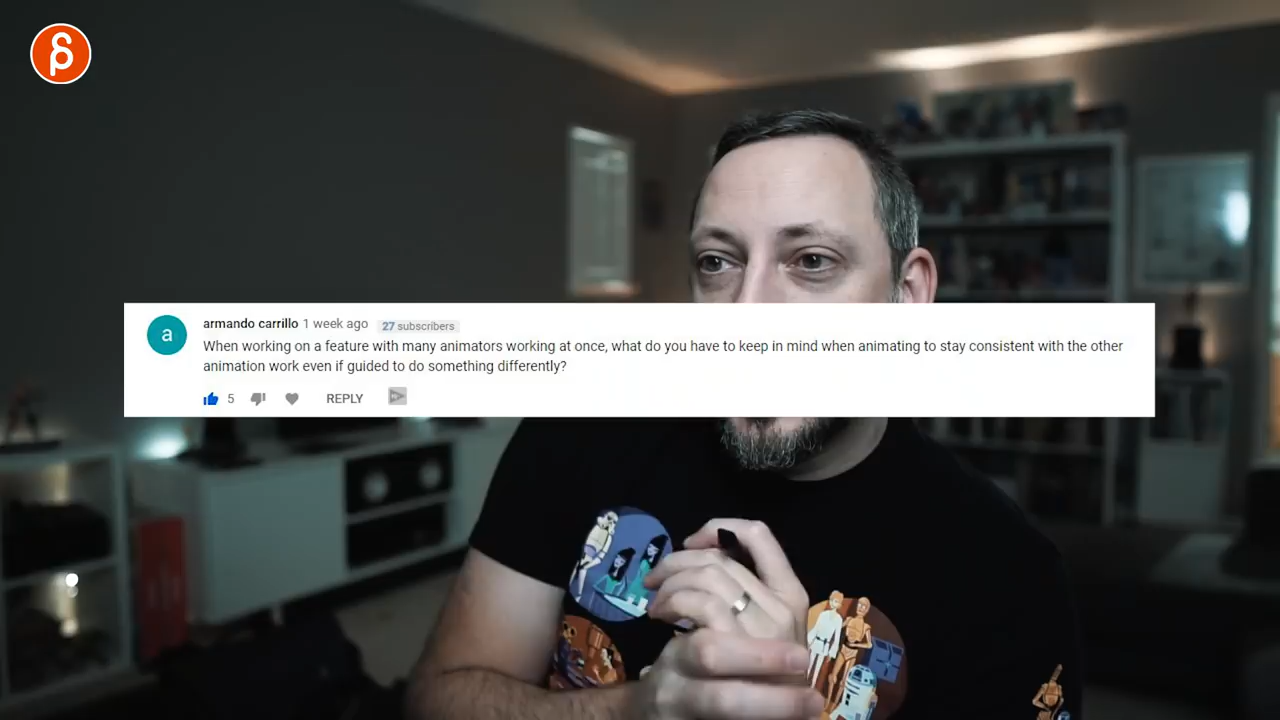 armando carrillo 1 week ago 27 subscribers
When working on a feature with many animators working at once, what do you have to keep in mind when animating to stay consistent with the other
animation work even if guided to do something differently?
5 REPLY
a